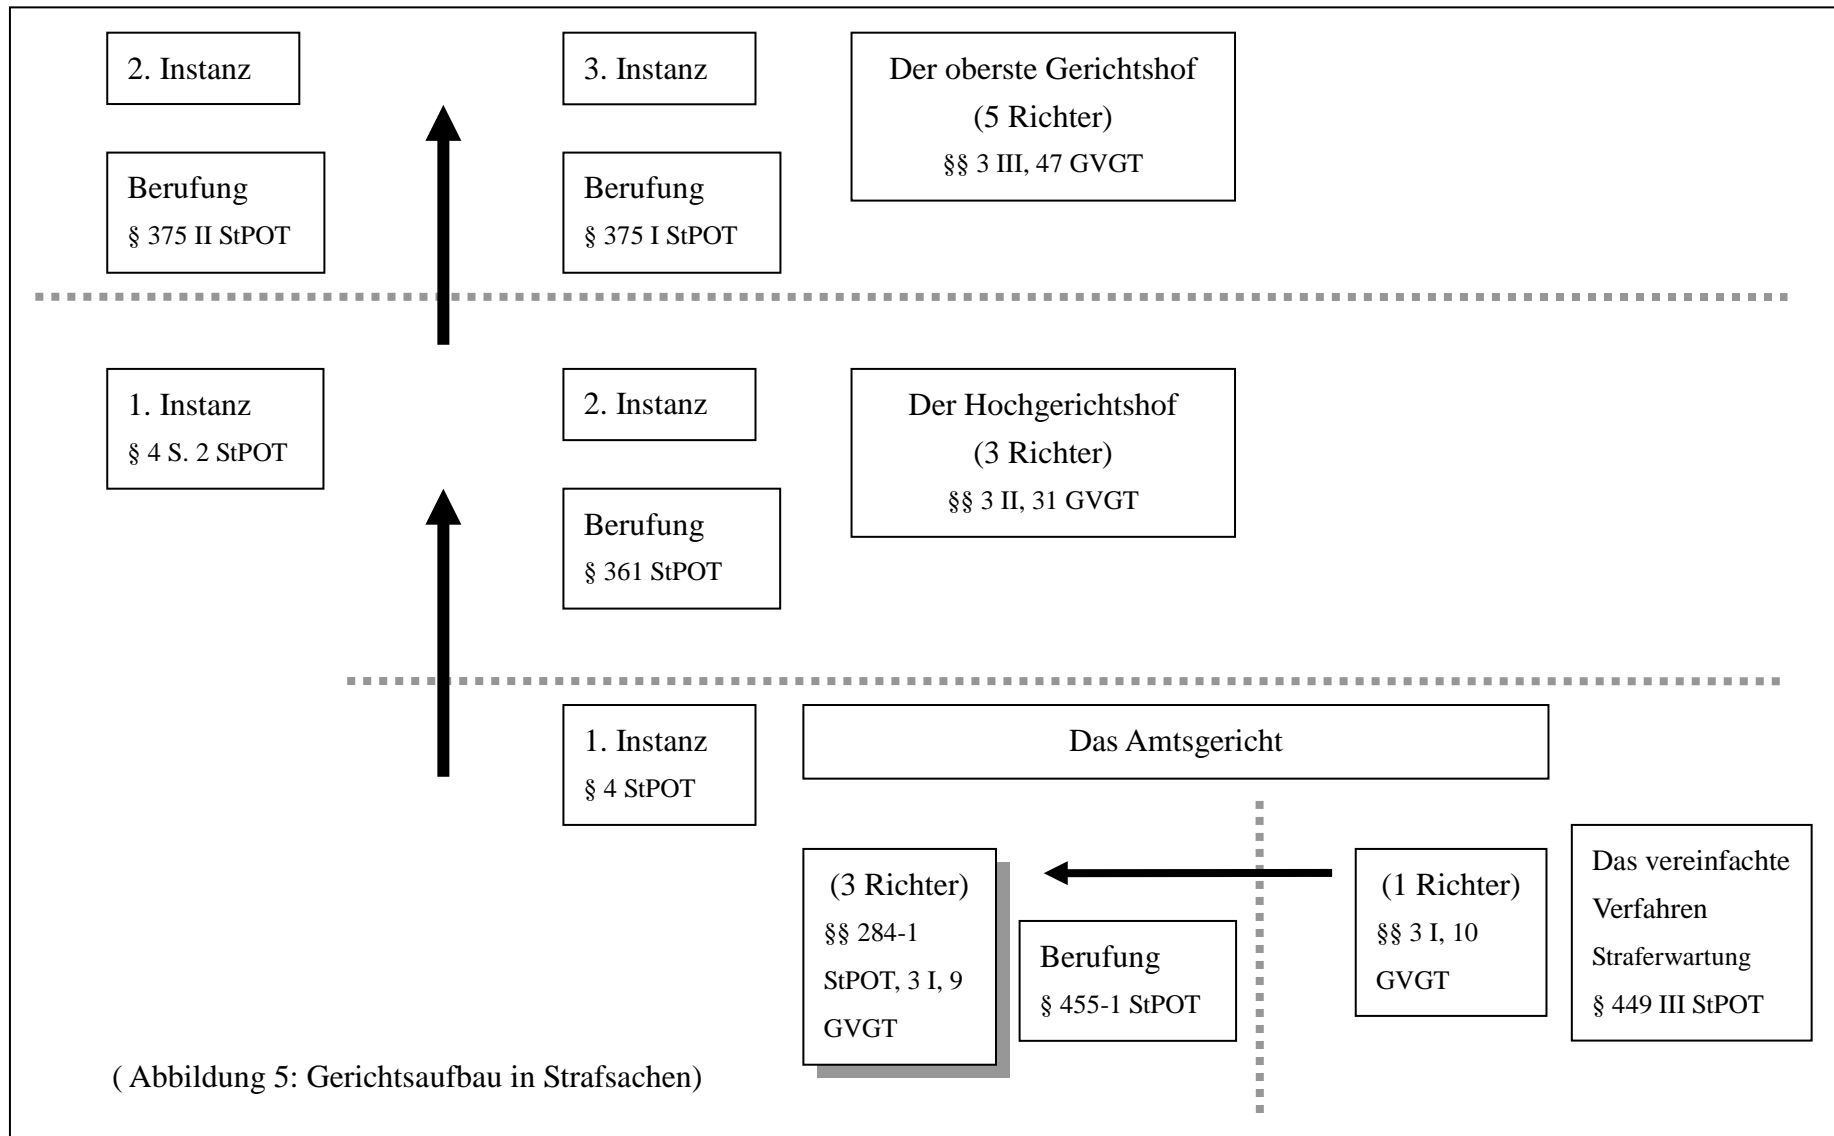 2. Instanz
3. Instanz
Der oberste Gerichtshof
(5 Richter)
§§ 3 III, 47 GVGT
Berufung
§ 375 II StPOT
Berufung
§ 375 I StPOT
1. Instanz
§ 4 S. 2 StPOT
2. Instanz
Der Hochgerichtshof
(3 Richter)
§§ 3 II, 31 GVGT
Berufung
§ 361 StPOT
1. Instanz
§ 4 StPOT
Das Amtsgericht
(3 Richter)
§§ 284-1
StPOT, 3 I, 9
GVGT
Berufung
§ 455-1 StPOT
(1 Richter)
§§ 3 I, 10
GVGT
Das vereinfachte
Verfahren
Straferwartung
§ 449 III StPOT
( Abbildung 5: Gerichtsaufbau in Strafsachen)